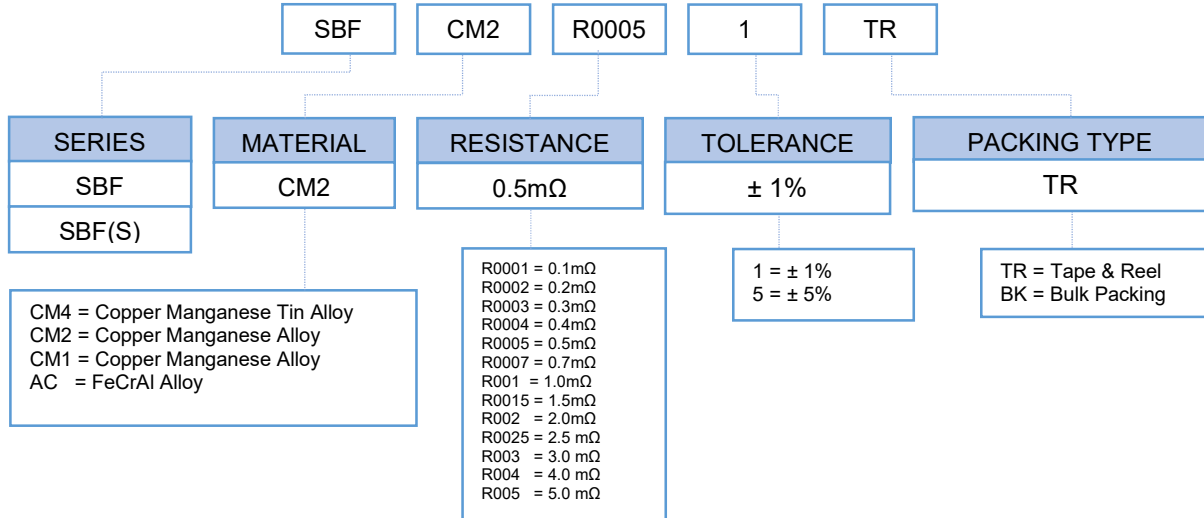 SBF CM2 R0005 1 TR
SERIES MATERIAL RESISTANCE TOLERANCE PACKING TYPE
SBF CM2 0.5mΩ ± 1% TR
SBF(S)
CM4 = Copper Manganese Tin Alloy
CM2 = Copper Manganese Alloy
CM1 = Copper Manganese Alloy
AC = FeCrAl Alloy
R0001 = 0.1mΩ
R0002 = 0.2mΩ
R0003 = 0.3mΩ
R0004 = 0.4mΩ
R0005 = 0.5mΩ
R0007 = 0.7mΩ
R001 = 1.0mΩ
R0015 = 1.5mΩ
R002 = 2.0mΩ
R0025 = 2.5 mΩ
R003 = 3.0 mΩ
R004 = 4.0 mΩ
R005 = 5.0 mΩ
1 = ± 1%
5 = ± 5%
TR = Tape & Reel
BK = Bulk Packing